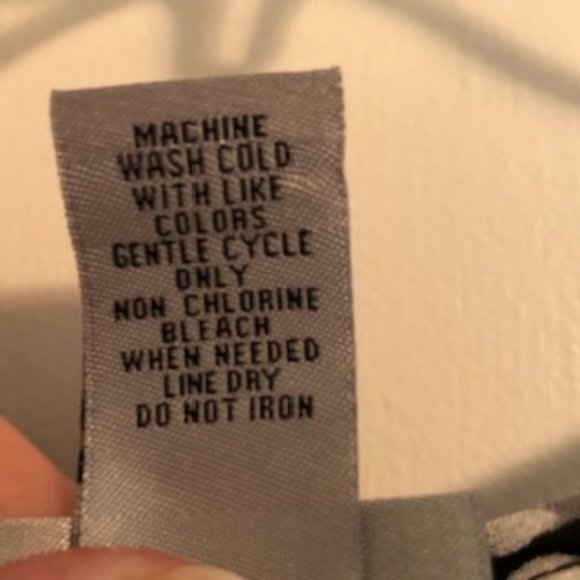 MACHINE
WASH COLD
WITH LIKE
COLORS
GENTLE CYCLE
ONLY
NON CHLORINE
BLEACH
WHEN NEEDED
LINE DRY
DO NOT IRON